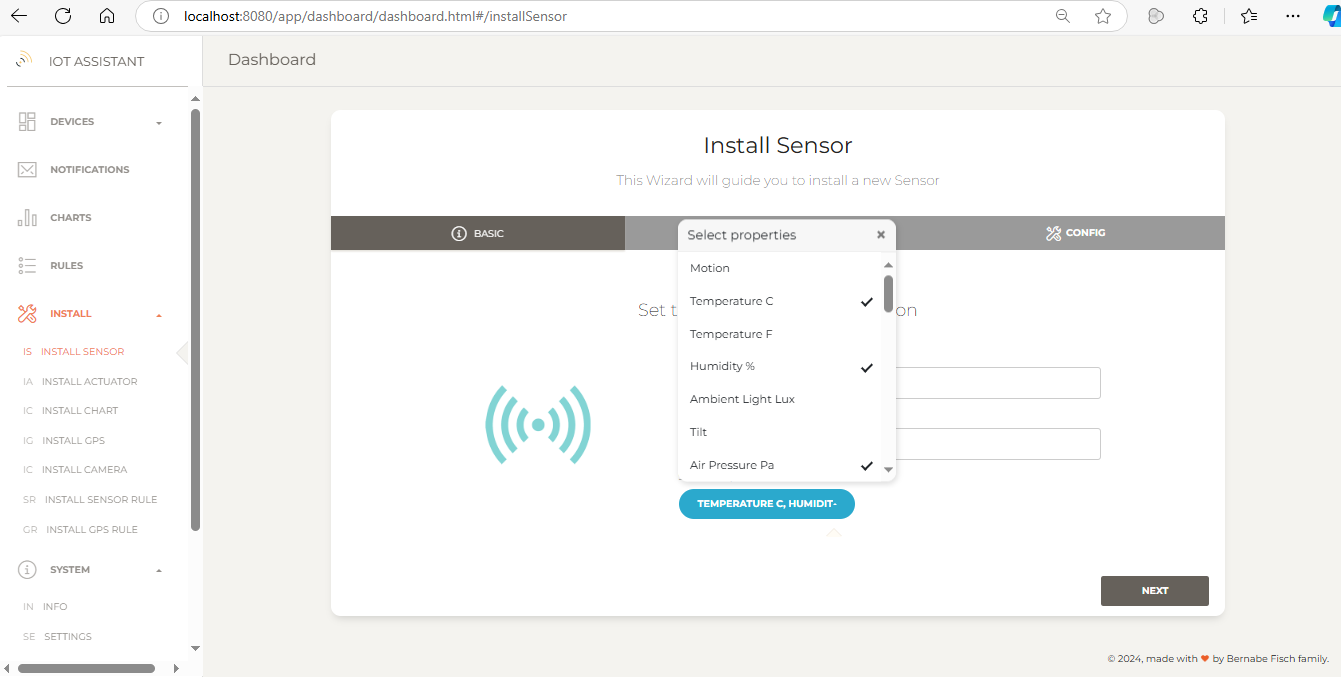 localhost:8080/app/dashboard/dashboard.html#/installSensor
IOT ASSISTANT
Dashboard
DEVICES
NOTIFICATIONS
CHARTS
RULES
INSTALL
IS INSTALL SENSOR
IA INSTALL ACTUATOR
IC INSTALL CHART
IG INSTALL GPS
IC INSTALL CAMERA
SR INSTALL SENSOR RULE
GR INSTALL GPS RULE
SYSTEM
IN INFO
SE SETTINGS
Install Sensor
This Wizard will guide you to install a new Sensor
BASIC
CONFIG
Set t
on
Select properties
Motion
Temperature C
Temperature F
Humidity %
Ambient Light Lux
Tilt
Air Pressure Pa
TEMPERATURE C, HUMIDIT-
NEXT
© 2024, made with ❤ by Bernabe Fisch family.